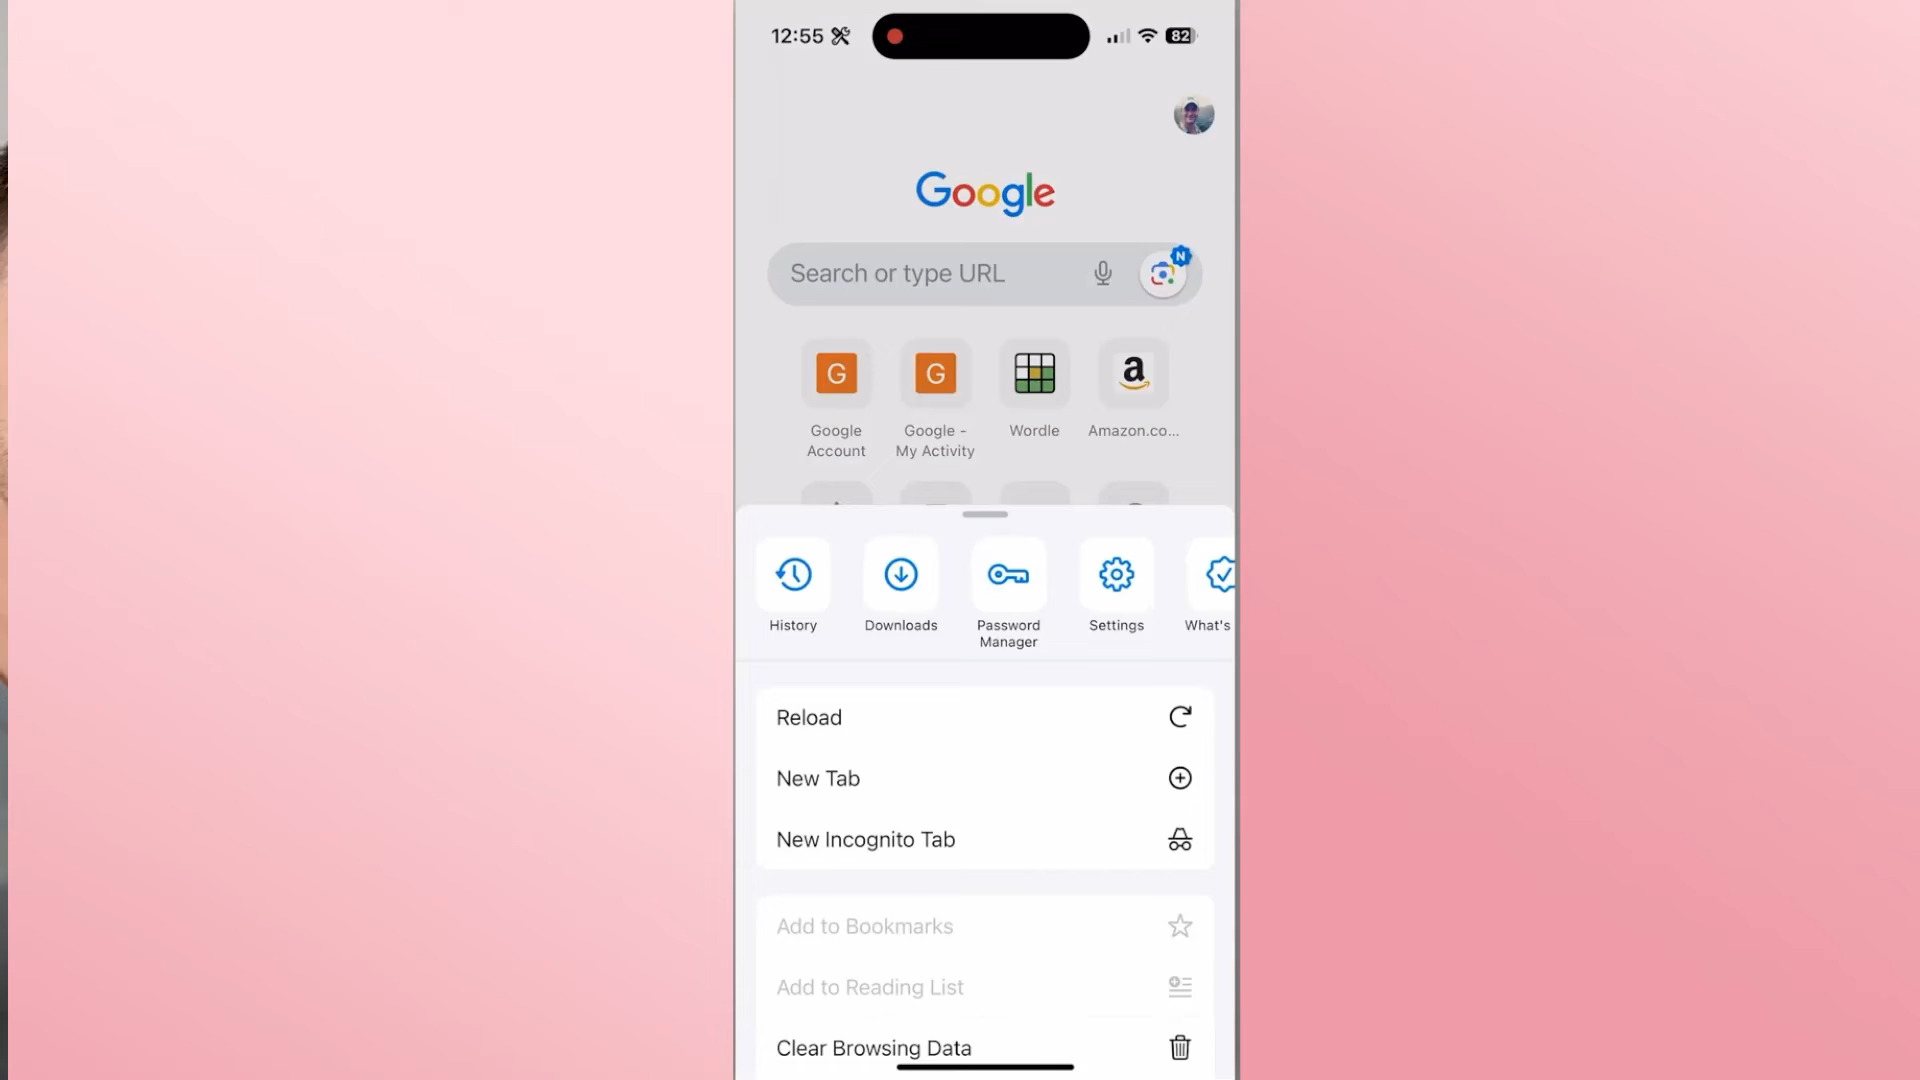 12:55
82
Google
Search or type URL
N
G
G
a
Google
Account
Google -
My Activity
Wordle
Amazon.co...
History
Downloads
Password
Manager
Settings
What's
Reload
New Tab
New Incognito Tab
Add to Bookmarks
Add to Reading List
Clear Browsing Data